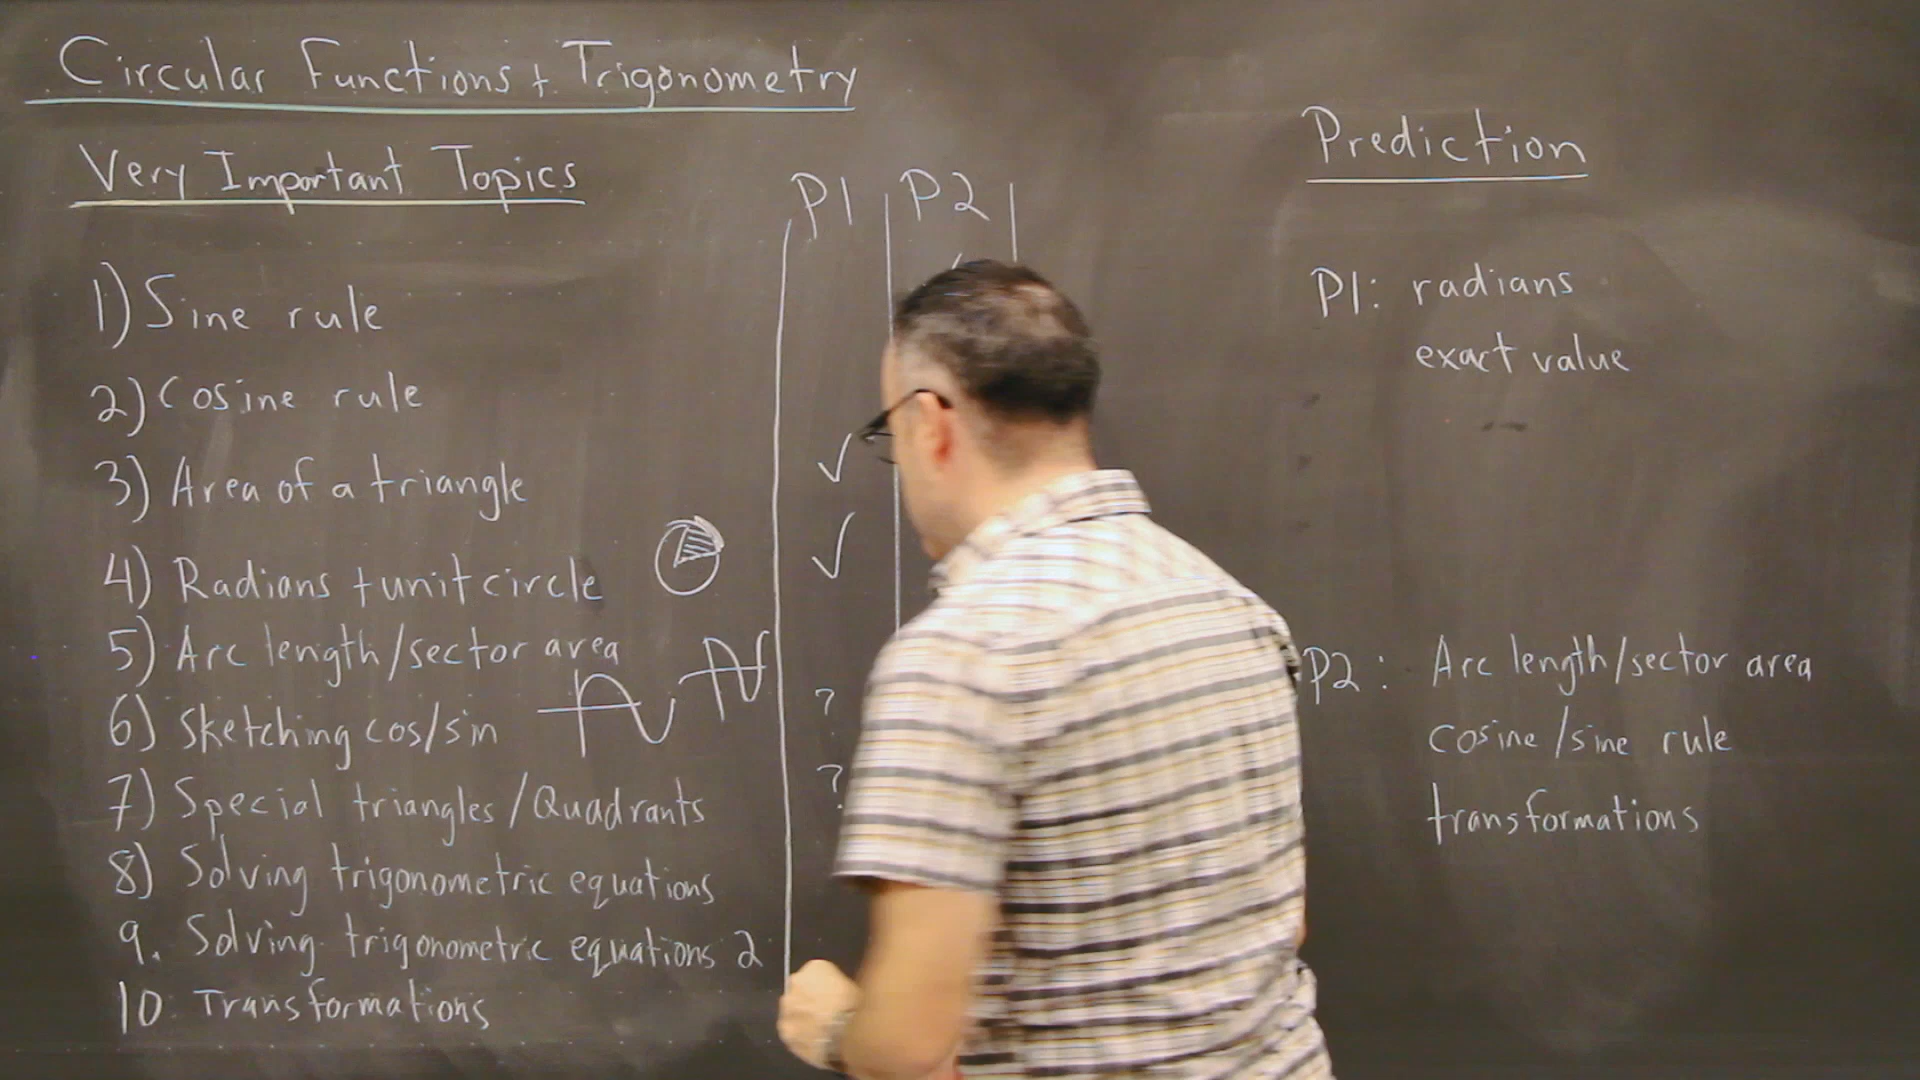 Circular Functions + Trigonometry
Very Important Topics
P1 P2
1) Sine rule
2) Cosine rule
3) Area of a triangle ✓
4) Radians + unit circle ✓
5) Arc length/sector area
6) Sketching cos/sin ?
7) Special triangles/Quadrants ?
8) Solving trigonometric equations
9. Solving trigonometric equations 2
10. Transformations
Prediction
P1: radians
exact value
P2: Arc length/sector area
cosine/sine rule
transformations